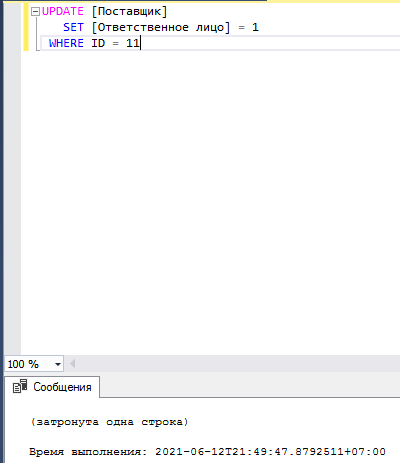 UPDATE [Поставщик]
SET [Ответственное лицо] = 1
WHERE ID = 11
100 %
Сообщения
(затронута одна строка)
Время выполнения: 2021-06-12T21:49:47.8792511+07:00